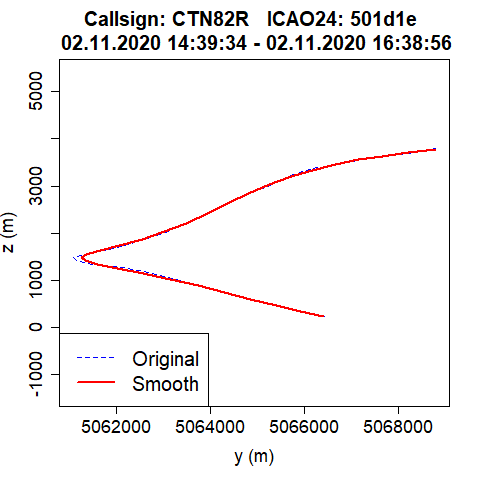 Callsign: CTN82R   ICAO24: 501d1e
02.11.2020 14:39:34 - 02.11.2020 16:38:56
z (m)
5000
3000
1000
0
-1000
Original
Smooth
5062000 5064000 5066000 5068000
y (m)